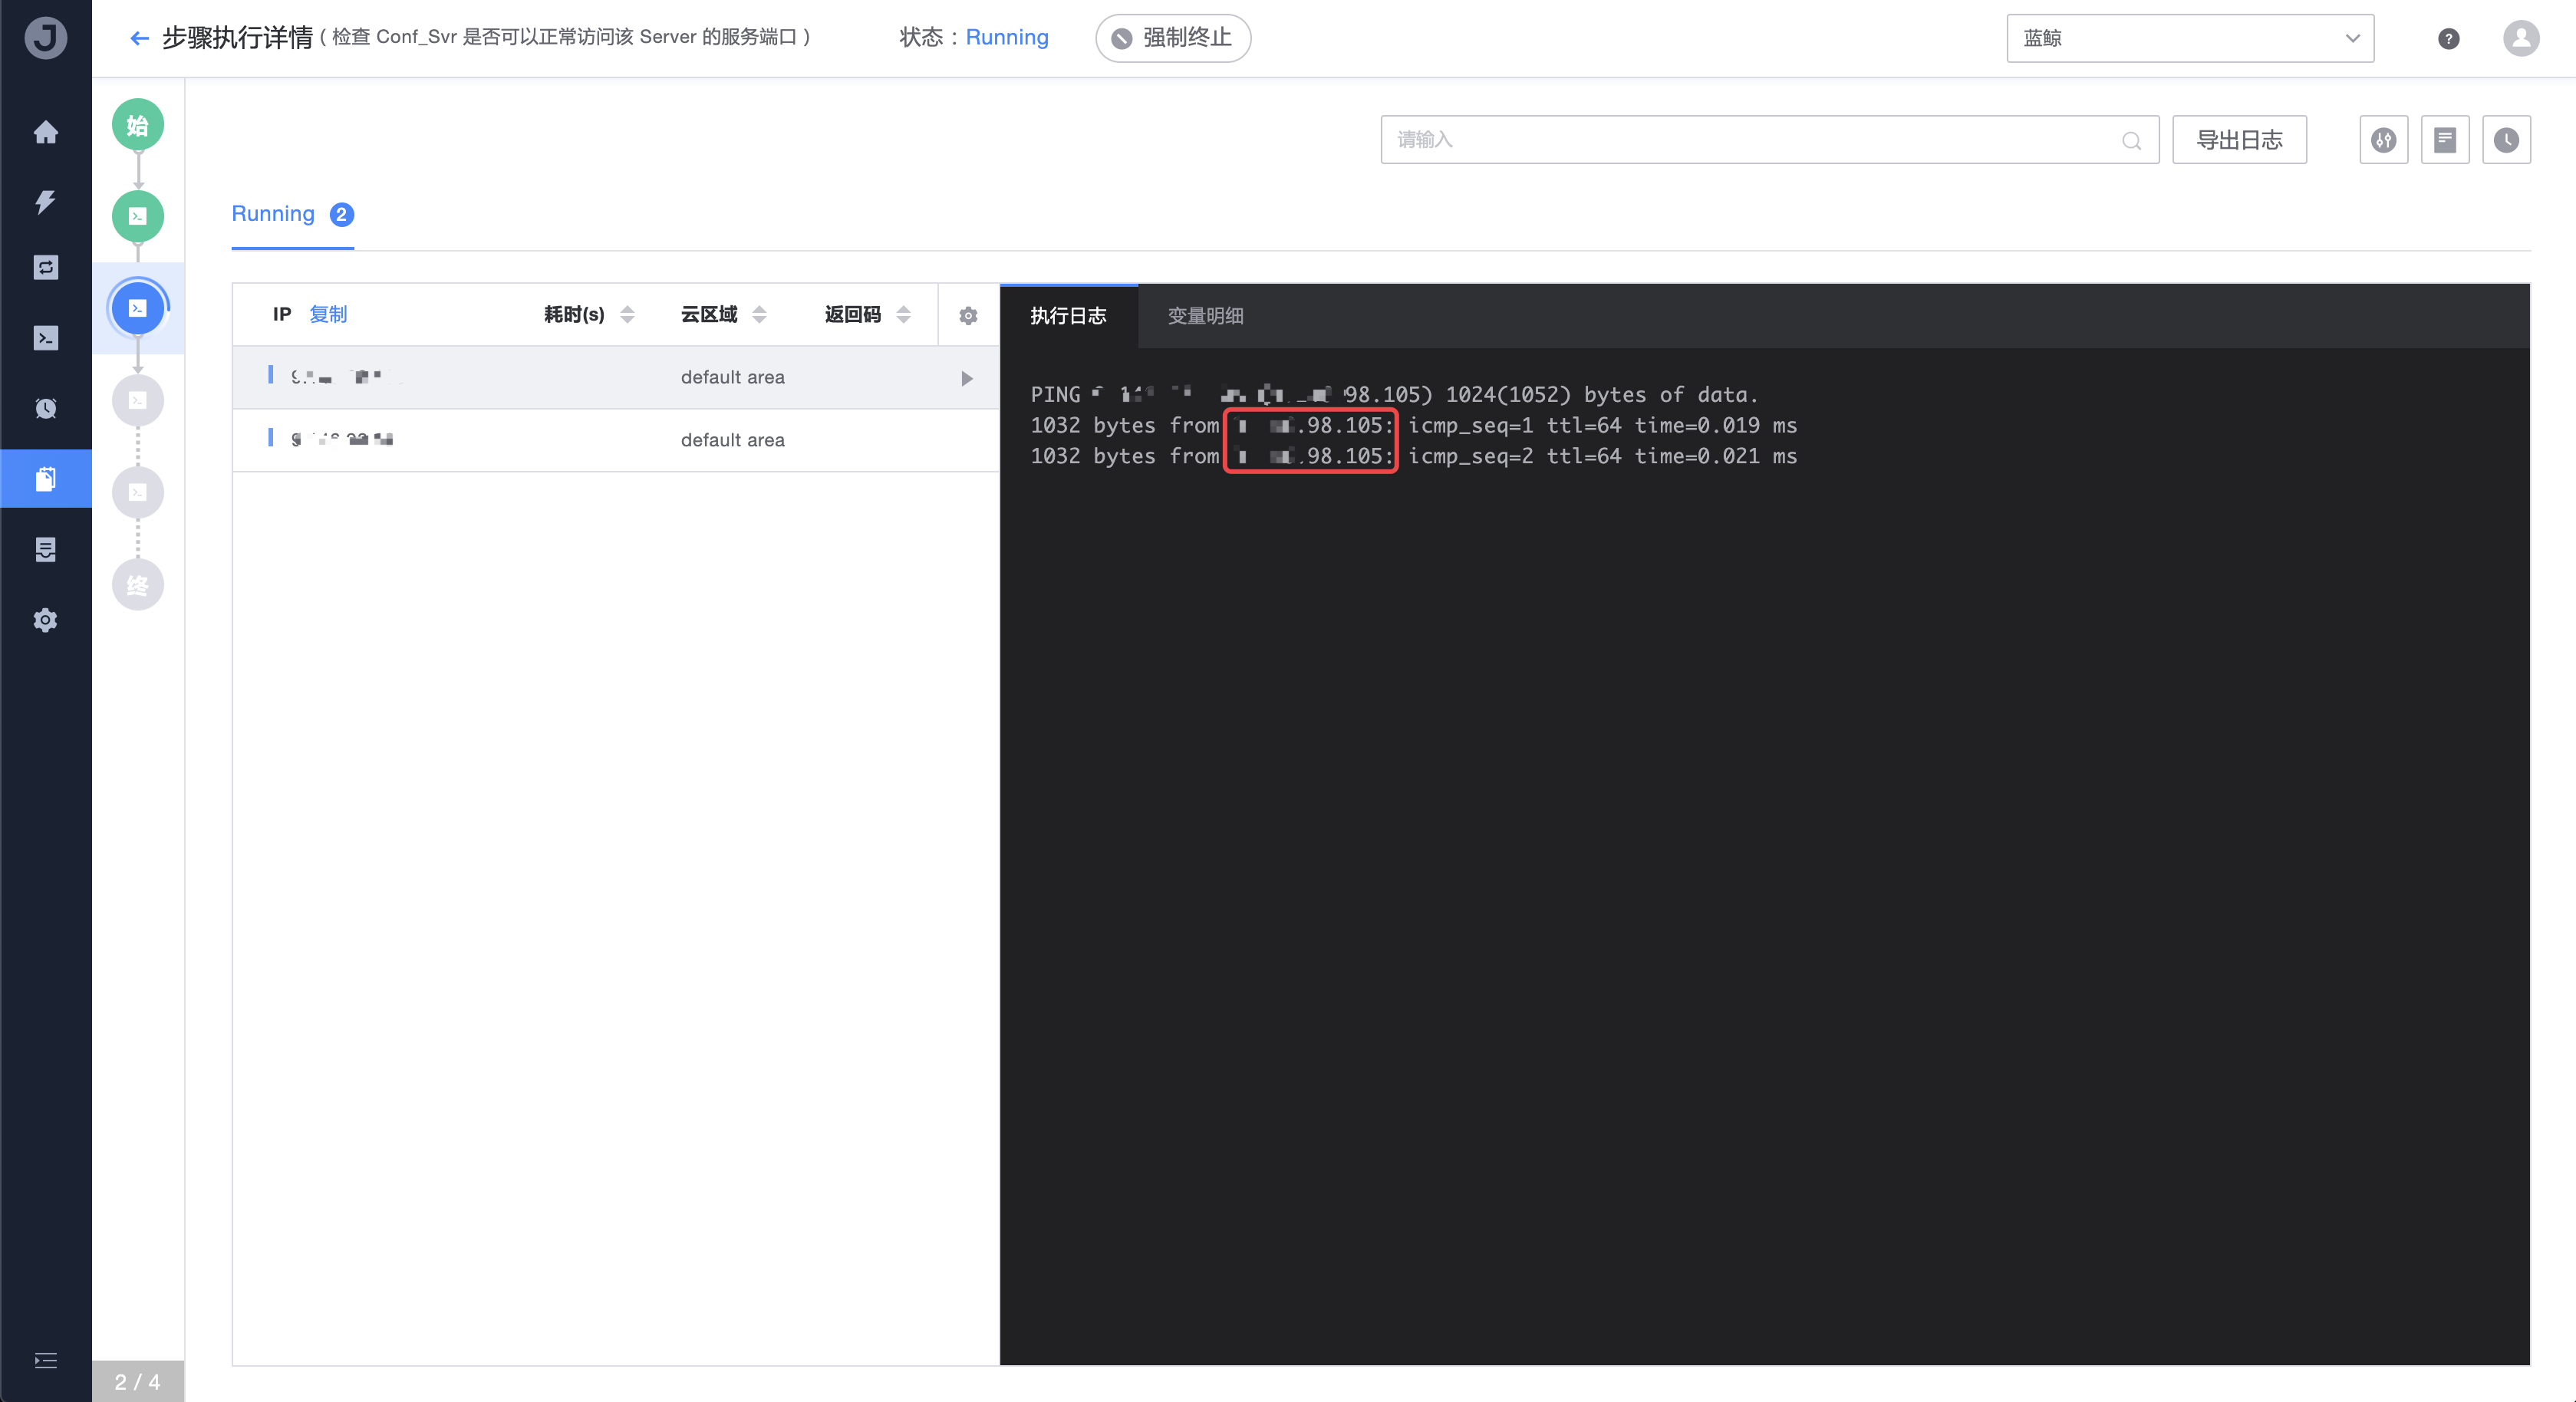 步骤执行详情 ( 检查 Conf_Svr 是否可以正常访问该 Server 的服务端口 )
状态 : Running
强制终止
蓝鲸
始
请输入
导出日志
Running 2
IP 复制 耗时(s) 云区域 返回码
执行日志 变量明细
default area
default area
PING 98.105) 1024(1052) bytes of data.
1032 bytes from .98.105: icmp_seq=1 ttl=64 time=0.019 ms
1032 bytes from .98.105: icmp_seq=2 ttl=64 time=0.021 ms
终
2 / 4